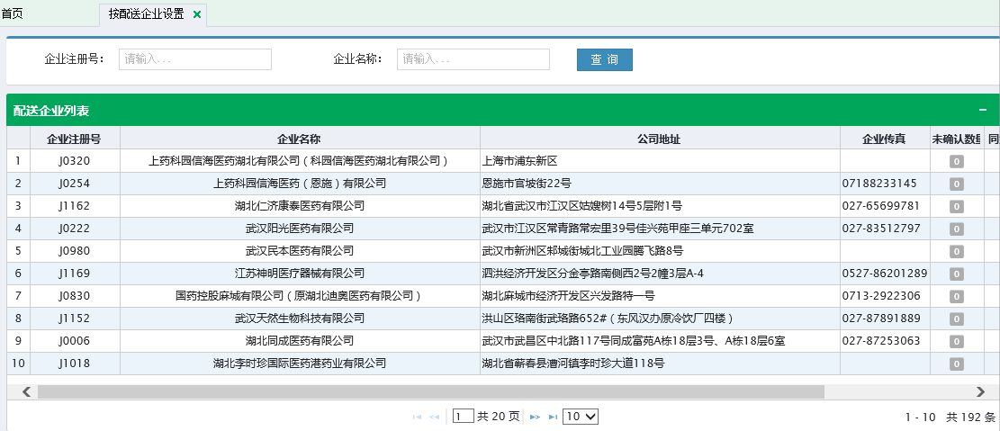 首页 按配送企业设置 ×
企业注册号： 请输入... 企业名称： 请输入... 查 询
配送企业列表
企业注册号 企业名称 公司地址 企业传真 未确认数量 同
1 J0320 上药科园信海医药湖北有限公司（科园信海医药湖北有限公司） 上海市浦东新区 0
2 J0254 上药科园信海医药（恩施）有限公司 恩施市官坡街22号 07188233145 0
3 J1162 湖北仁济康泰医药有限公司 湖北省武汉市江汉区姑嫂树14号5层附1号 027-65699781 0
4 J0222 武汉阳光医药有限公司 武汉市江汉区常青路常宏里39号佳兴苑甲座三单元702室 027-83512797 0
5 J0980 武汉民本医药有限公司 武汉市新洲区邾城街城北工业园腾飞路8号 0
6 J1169 江苏神明医疗器械有限公司 泗洪经济开发区分金亭路南侧西2号2幢3层A-4 0527-86201289 0
7 J0830 国药控股麻城有限公司（原湖北迪奥医药有限公司） 湖北麻城市经济开发区兴发路特一号 0713-2922306 0
8 J1152 武汉天然生物科技有限公司 洪山区珞南街武珞路652#（东风汉办原冷饮厂四楼） 027-87891889 0
9 J0006 湖北同成医药有限公司 武汉市武昌区中北路117号同成富苑A栋18层3号、A栋18层6室 027-87253063 0
10 J1018 湖北李时珍国际医药港药业有限公司 湖北省蕲春县漕河镇李时珍大道118号 0
1 共 20 页 10 1 - 10 共 192 条